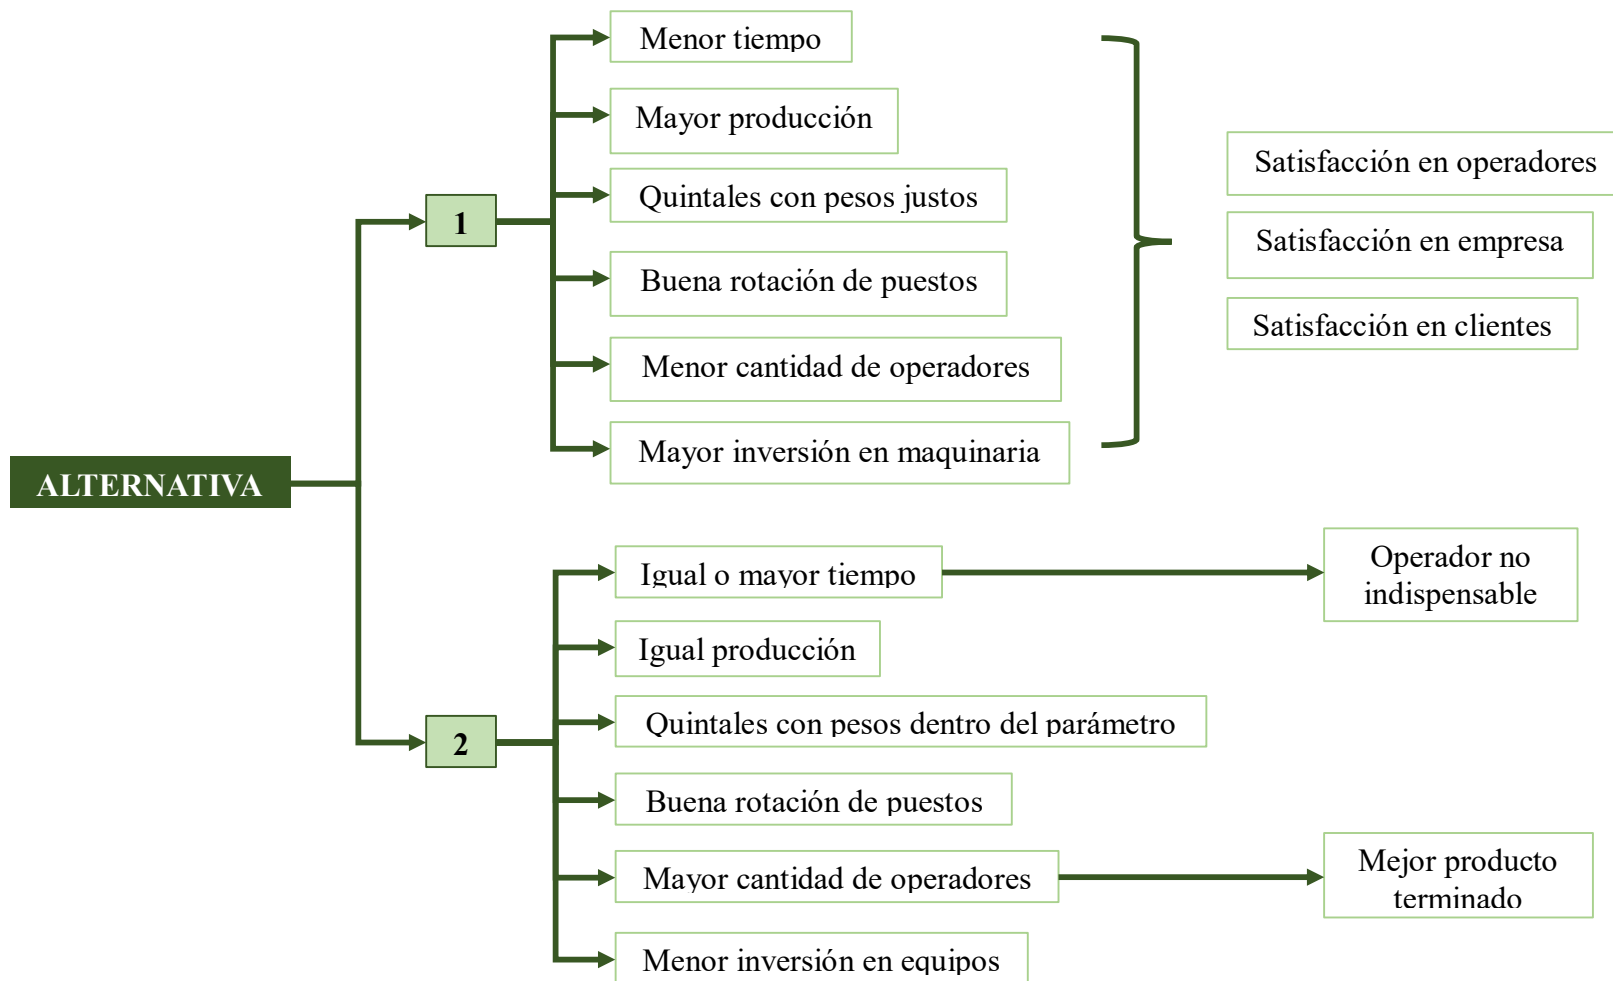 Menor tiempo
Mayor producción
Quintales con pesos justos
Buena rotación de puestos
Menor cantidad de operadores
Mayor inversión en maquinaria
Satisfacción en operadores
Satisfacción en empresa
Satisfacción en clientes
1
ALTERNATIVA
2
Igual o mayor tiempo
Operador no
indispensable
Igual producción
Quintales con pesos dentro del parámetro
Buena rotación de puestos
Mayor cantidad de operadores
Mejor producto
terminado
Menor inversión en equipos